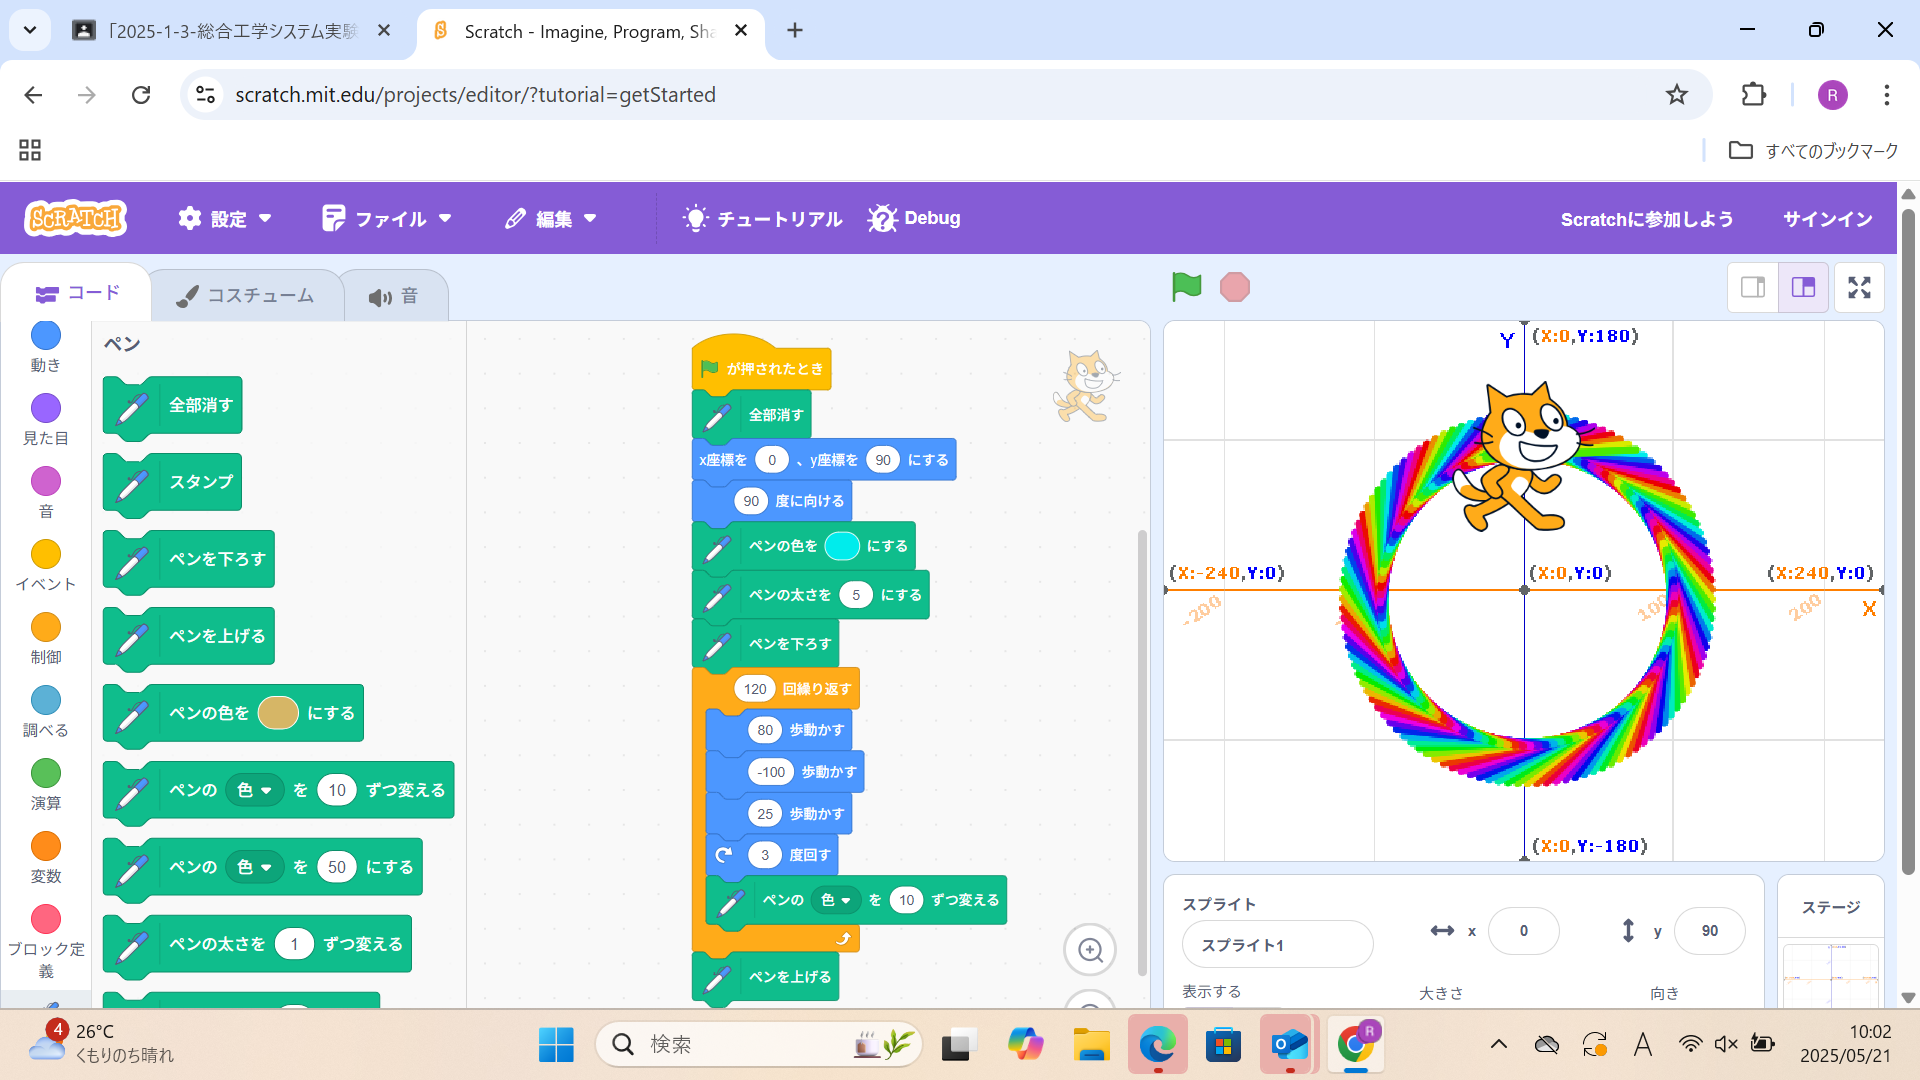 「2025-1-3-総合工学システム実験
Scratch - Imagine, Program, Sha
scratch.mit.edu/projects/editor/?tutorial=getStarted
R
すべてのブックマーク
SCRATCH
設定
ファイル
編集
チュートリアル
Debug
Scratchに参加しよう
サインイン
コード
コスチューム
音
動き
見た目
音
イベント
制御
調べる
演算
変数
ブロック定義
ペン
全部消す
スタンプ
ペンを下ろす
ペンを上げる
ペンの色を にする
ペンの 色 を 10 ずつ変える
ペンの 色 を 50 にする
ペンの太さを 1 ずつ変える
が押されたとき
全部消す
x座標を 0 、y座標を 90 にする
90 度に向ける
ペンの色を にする
ペンの太さを 5 にする
ペンを下ろす
120 回繰り返す
80 歩動かす
-100 歩動かす
25 歩動かす
3 度回す
ペンの 色 を 10 ずつ変える
ペンを上げる
Y
(X:0,Y:180)
(X:-240,Y:0)
(X:0,Y:0)
(X:240,Y:0)
-200
100
200
X
(X:0,Y:-180)
スプライト
スプライト1
x
0
y
90
表示する
大きさ
向き
ステージ
4
26°C
くもりのち晴れ
検索
R
A
10:02
2025/05/21